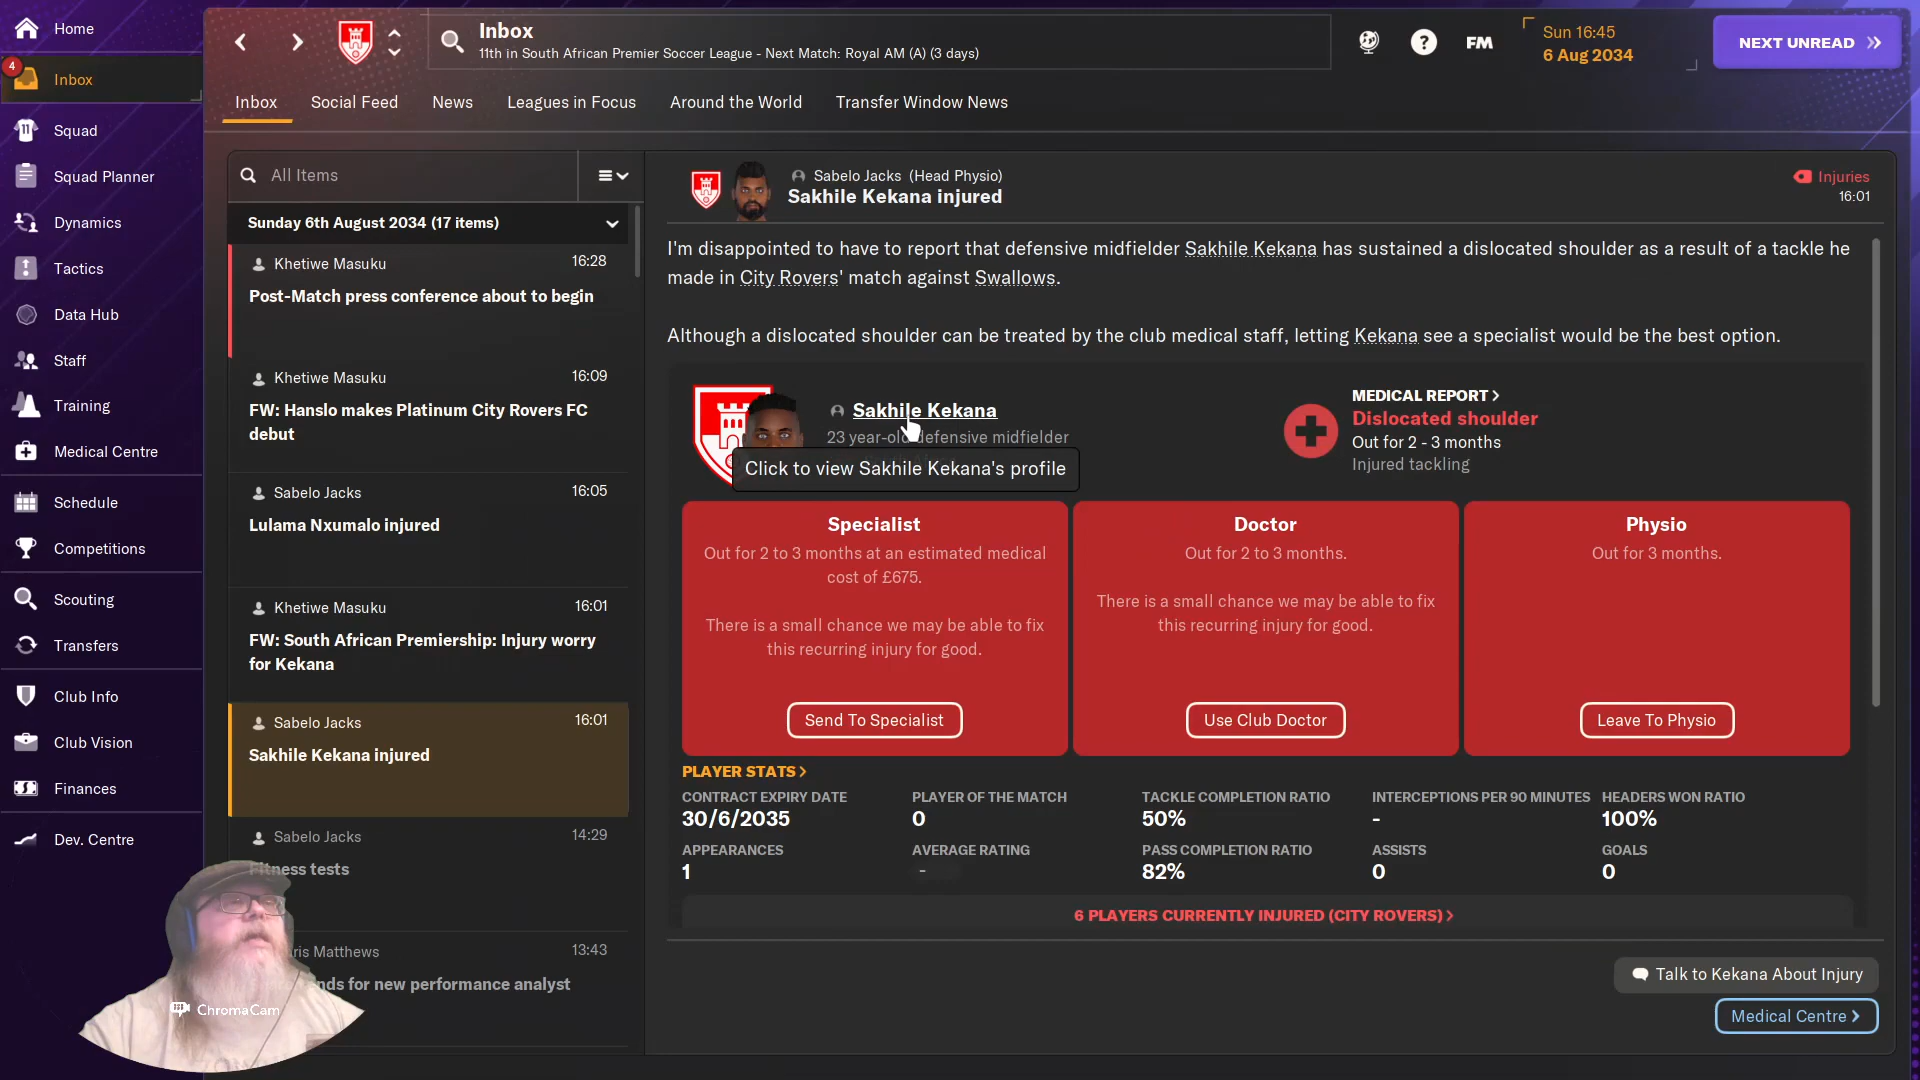 Home
4
Inbox
Squad
Squad Planner
Dynamics
Tactics
Data Hub
Staff
Training
Medical Centre
Schedule
Competitions
Scouting
Transfers
Club Info
Club Vision
Finances
Dev. Centre
Inbox
11th in South African Premier Soccer League - Next Match: Royal AM (A) (3 days)
?
FM
Sun 16:45
6 Aug 2034
NEXT UNREAD
Inbox
Social Feed
News
Leagues in Focus
Around the World
Transfer Window News
All Items
Sunday 6th August 2034 (17 items)
Khetiwe Masuku 16:28
Post-Match press conference about to begin
Khetiwe Masuku 16:09
FW: Hanslo makes Platinum City Rovers FC
debut
Sabelo Jacks 16:05
Lulama Nxumalo injured
Khetiwe Masuku 16:01
FW: South African Premiership: Injury worry
for Kekana
Sabelo Jacks 16:01
Sakhile Kekana injured
Sabelo Jacks 14:29
Fitness tests
ris Matthews 13:43
nds for new performance analyst
ChromaCam
Sabelo Jacks (Head Physio)
Sakhile Kekana injured
Injuries
16:01
I'm disappointed to have to report that defensive midfielder Sakhile Kekana has sustained a dislocated shoulder as a result of a tackle he
made in City Rovers' match against Swallows.
Although a dislocated shoulder can be treated by the club medical staff, letting Kekana see a specialist would be the best option.
Sakhile Kekana
23 year-old defensive midfielder
Click to view Sakhile Kekana's profile
MEDICAL REPORT
Dislocated shoulder
Out for 2 - 3 months
Injured tackling
Specialist
Out for 2 to 3 months at an estimated medical
cost of £675.
There is a small chance we may be able to fix
this recurring injury for good.
Send To Specialist
Doctor
Out for 2 to 3 months.
There is a small chance we may be able to fix
this recurring injury for good.
Use Club Doctor
Physio
Out for 3 months.
Leave To Physio
PLAYER STATS
CONTRACT EXPIRY DATE
30/6/2035
PLAYER OF THE MATCH
0
TACKLE COMPLETION RATIO
50%
INTERCEPTIONS PER 90 MINUTES
-
HEADERS WON RATIO
100%
APPEARANCES
1
AVERAGE RATING
-
PASS COMPLETION RATIO
82%
ASSISTS
0
GOALS
0
6 PLAYERS CURRENTLY INJURED (CITY ROVERS)
Talk to Kekana About Injury
Medical Centre